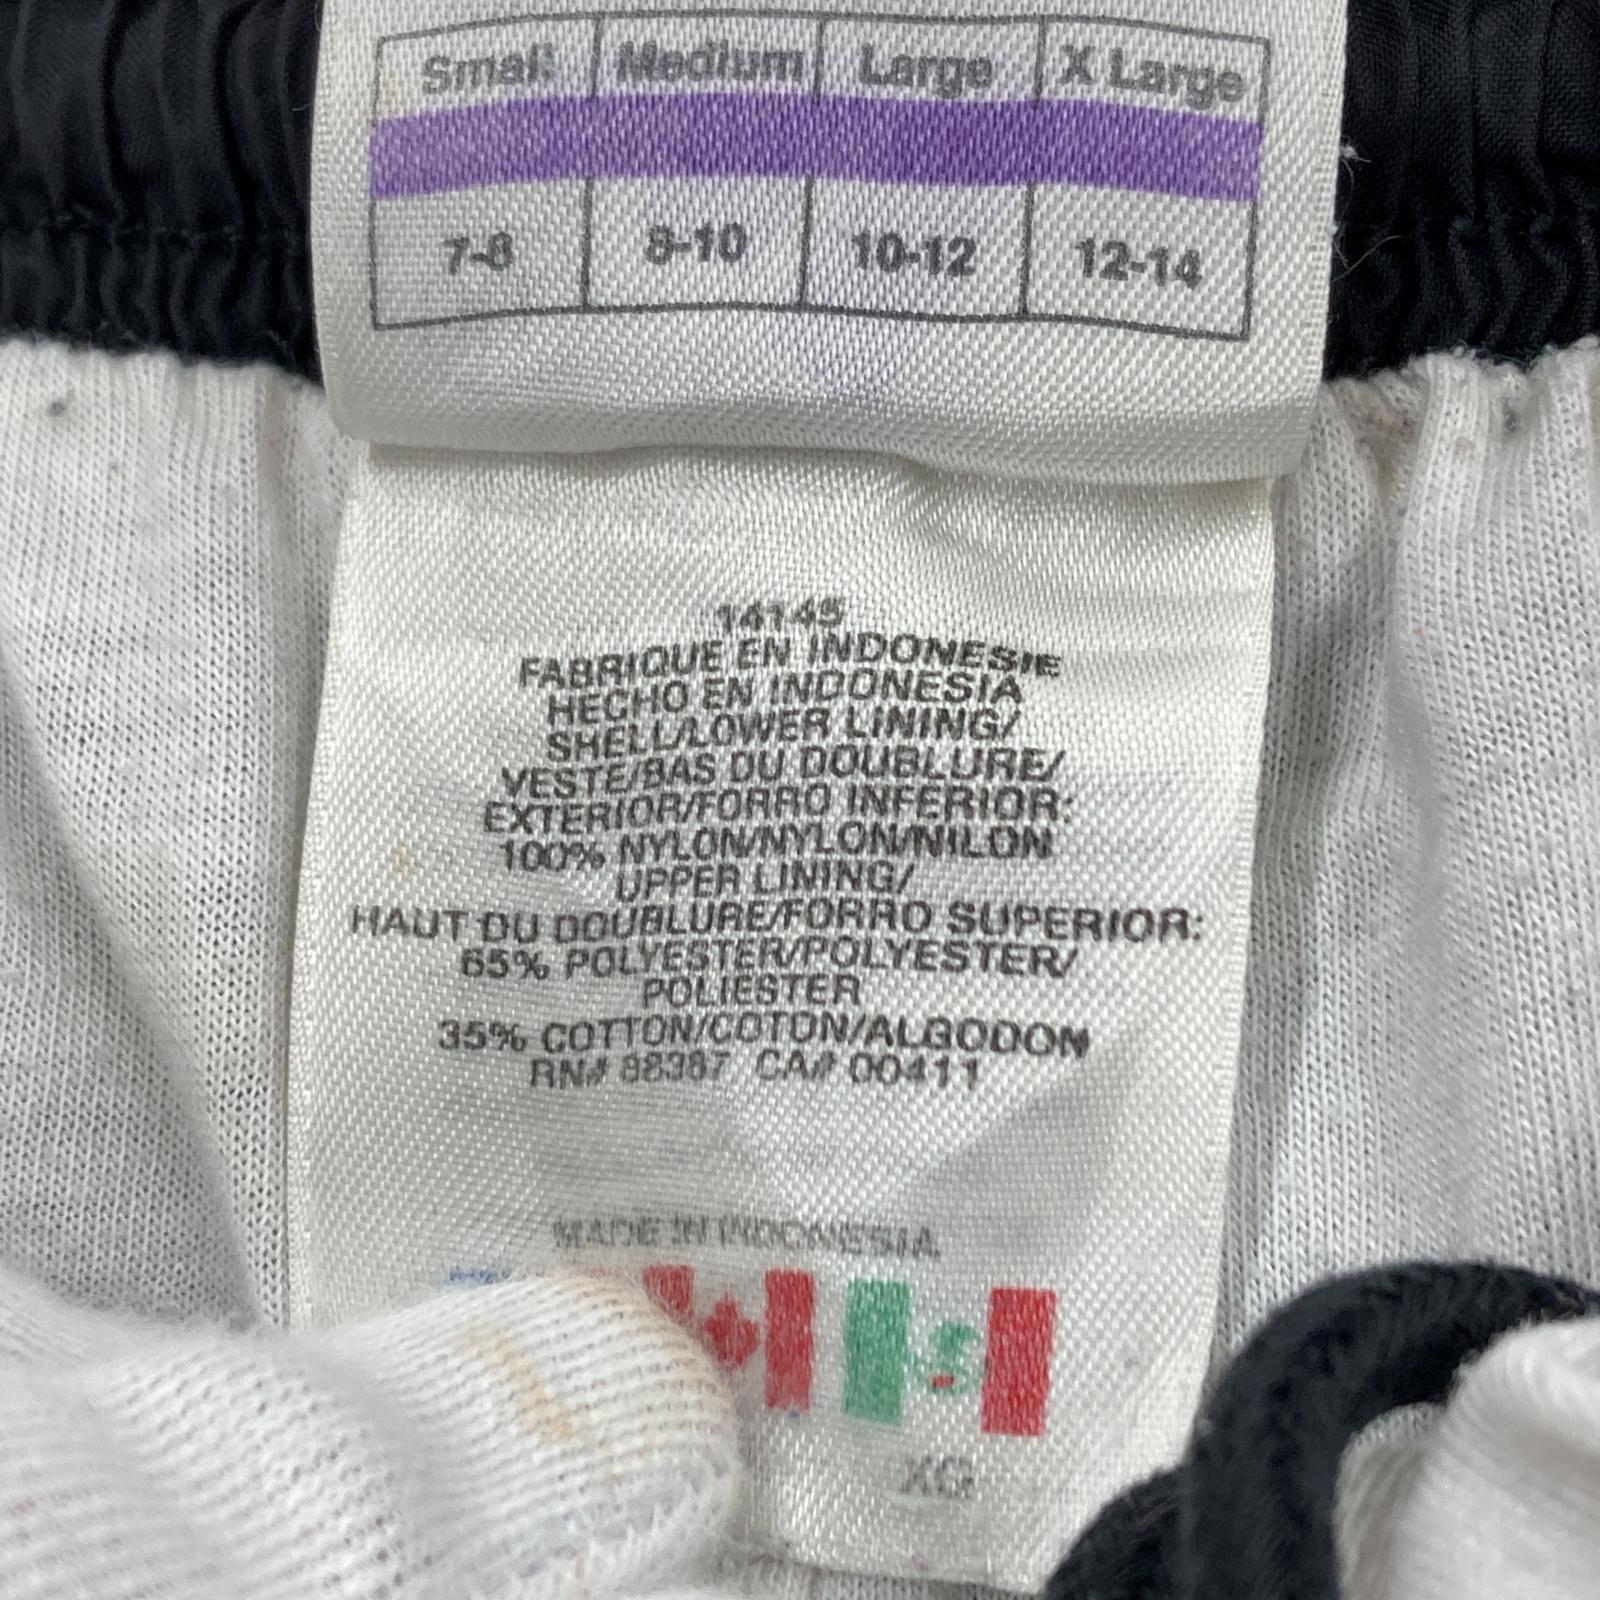 Small Medium Large X Large
7-8 8-10 10-12 12-14
14145
FABRIQUE EN INDONESIE
HECHO EN INDONESIA
SHELL/LOWER LINING/
VESTE/BAS DU DOUBLURE/
EXTERIOR/FORRO INFERIOR:
100% NYLON/NYLON/NILON
UPPER LINING/
HAUT DU DOUBLURE/FORRO SUPERIOR:
65% POLYESTER/POLYESTER/
POLIESTER
35% COTTON/COTON/ALGODON
RN# 88387 CA# 00411
MADE IN INDONESIA
XG